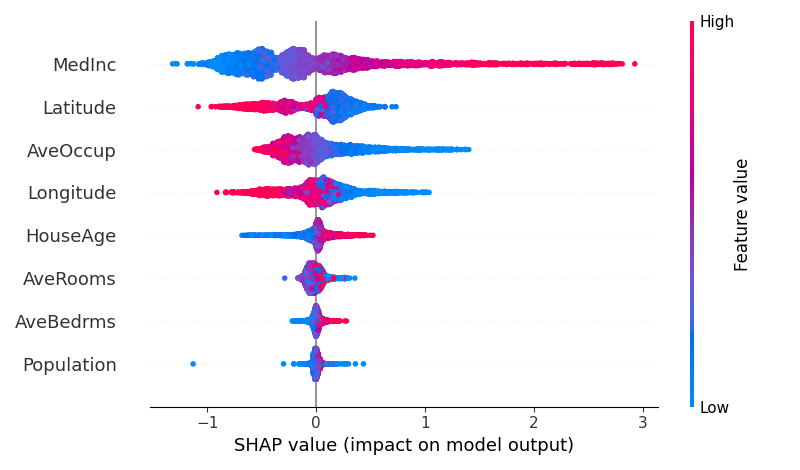 High
MedInc
Latitude
AveOccup
Longitude
HouseAge
AveRooms
AveBedrms
Population
Feature value
Low
−1 0 1 2 3
SHAP value (impact on model output)